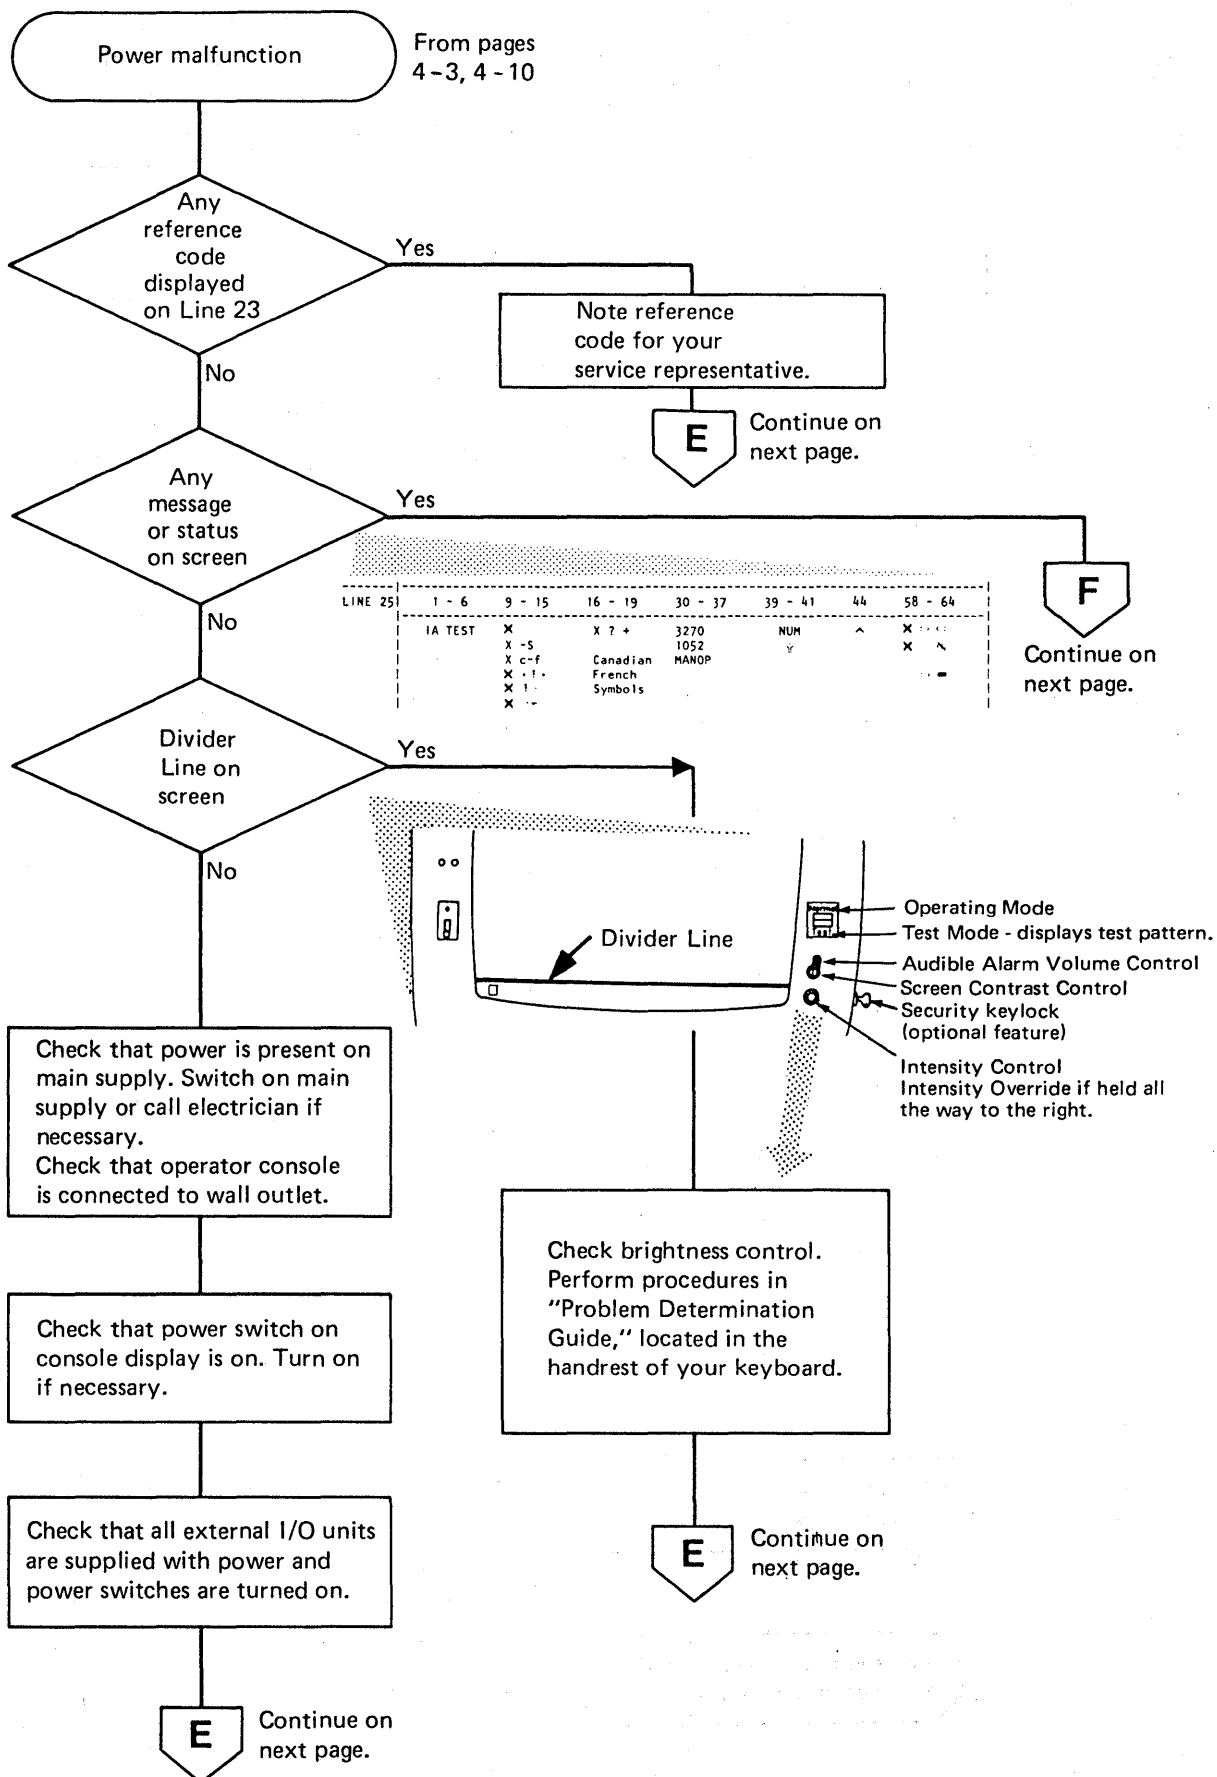 Power malfunction
From pages
4-3, 4-10
Any
reference
code
displayed
on Line 23
Yes
No
Note reference
code for your
service representative.
E
Continue on
next page.
Any
message
or status
on screen
Yes
No
F
Continue on
next page.
LINE 25 1 - 6 9 - 15 16 - 19 30 - 37 39 - 41 44 58 - 64
IA TEST X X ? + 3270 NUM ^ X
X -S 1052 X
X c-f Canadian MANOP
X French
X ! Symbols
X
Divider
Line on
screen
Yes
No
Divider Line
Normal
Operating Mode
Test Mode - displays test pattern.
Audible Alarm Volume Control
Screen Contrast Control
Security keylock
(optional feature)
Intensity Control
Intensity Override if held all
the way to the right.
Check that power is present on
main supply. Switch on main
supply or call electrician if
necessary.
Check that operator console
is connected to wall outlet.
Check that power switch on
console display is on. Turn on
if necessary.
Check that all external I/O units
are supplied with power and
power switches are turned on.
E
Continue on
next page.
Check brightness control.
Perform procedures in
"Problem Determination
Guide," located in the
handrest of your keyboard.
E
Continue on
next page.